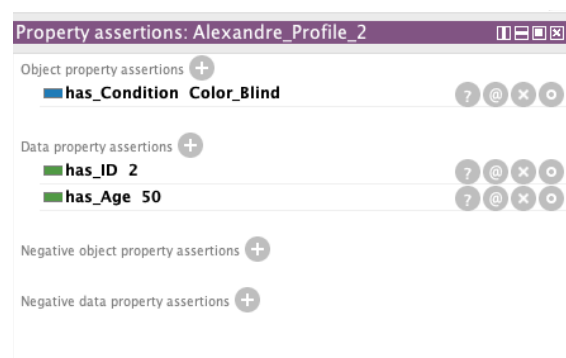 Property assertions: Alexandre_Profile_2
Object property assertions
has_Condition Color_Blind
Data property assertions
has_ID 2
has_Age 50
Negative object property assertions
Negative data property assertions